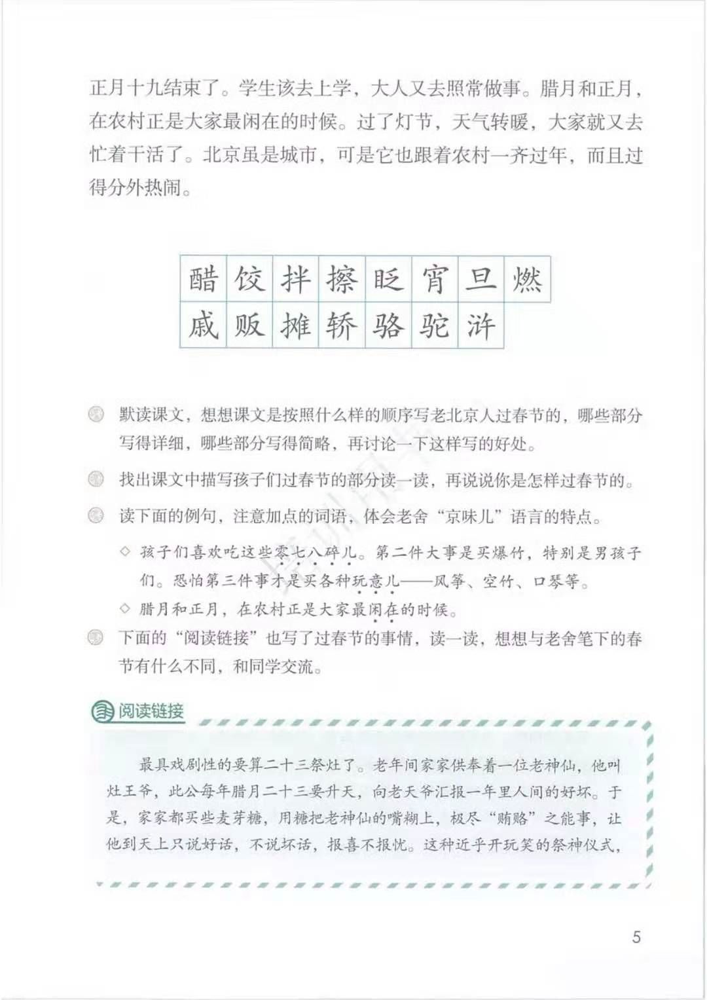 正月十九结束了。学生该去上学，大人又去照常做事。腊月和正月，
在农村正是大家最闲在的时候。过了灯节，天气转暖，大家就又去
忙着干活了。北京虽是城市，可是它也跟着农村一齐过年，而且过
得分外热闹。
醋饺拌擦眨宵旦燃
戚贩摊轿骆驼浒
默读课文，想想课文是按照什么样的顺序写老北京人过春节的，哪些部分
写得详细，哪些部分写得简略，再讨论一下这样写的好处。
找出课文中描写孩子们过春节的部分读一读，再说说你是怎样过春节的。
读下面的例句，注意加点的词语，体会老舍“京味儿”语言的特点。
◇ 孩子们喜欢吃这些零七八碎儿。第二件大事是买爆竹，特别是男孩子
们。恐怕第三件事才是买各种玩意儿——风筝、空竹、口琴等。
◇ 腊月和正月，在农村正是大家最闲在的时候。
下面的“阅读链接”也写了过春节的事情，读一读，想想与老舍笔下的春
节有什么不同，和同学交流。
阅读链接
最具戏剧性的要算二十三祭灶了。老年间家家供奉着一位老神仙，他叫
灶王爷，此公每年腊月二十三要升天，向老天爷汇报一年里人间的好坏。于
是，家家都买些麦芽糖，用糖把老神仙的嘴糊上，极尽“贿赂”之能事，让
他到天上只说好话，不说坏话，报喜不报忧。这种近乎开玩笑的祭神仪式，
5